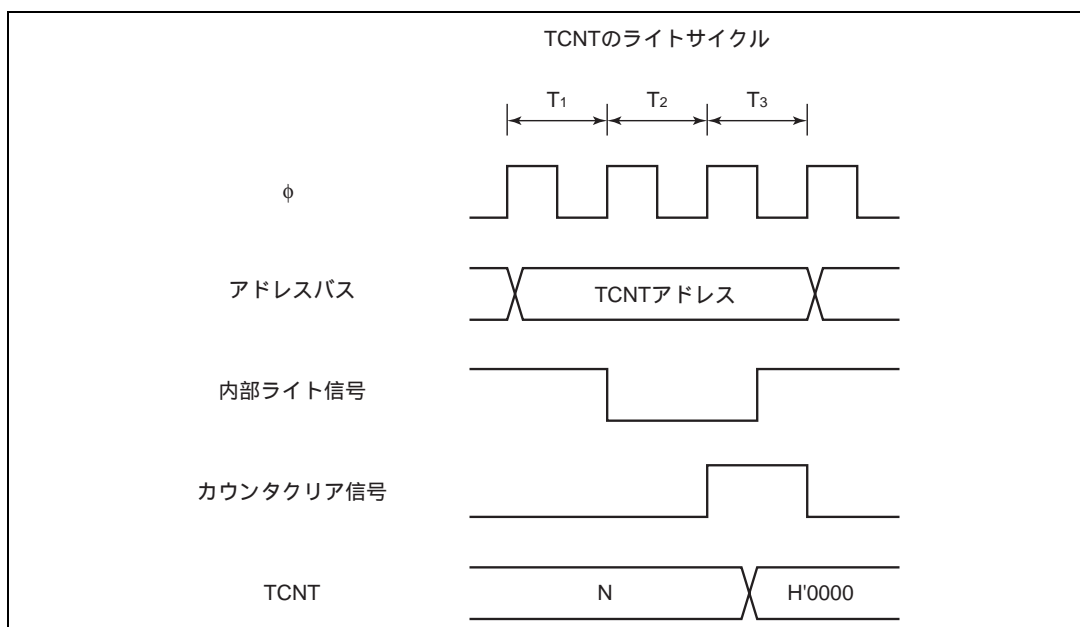 TCNTのライトサイクル
T1 T2 T3
φ
アドレスバス TCNTアドレス
内部ライト信号
カウンタクリア信号
TCNT N H'0000